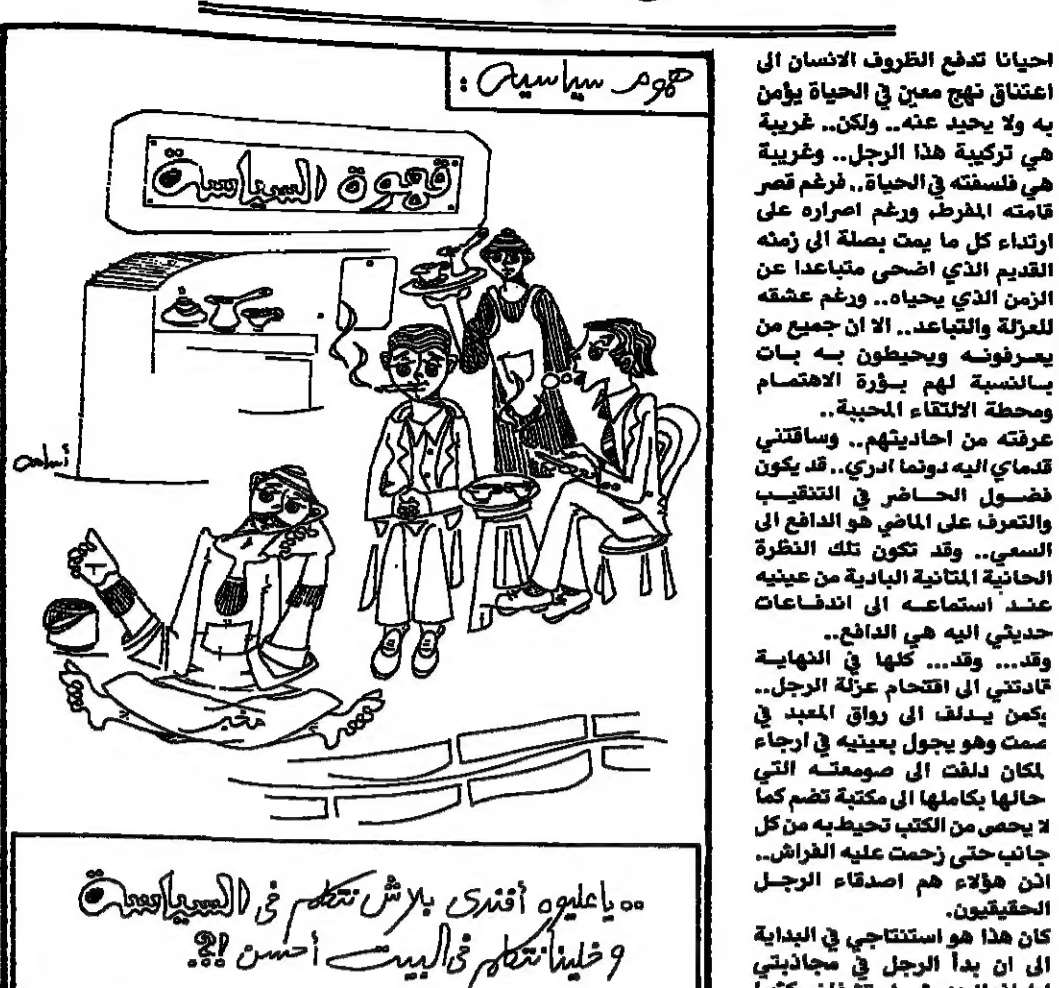 احيانا تدفع الظروف الانسان الى
اعتناق نهج معين في الحياة يؤمن
به ولا يحيد عنه.. ولكن.. غريبة
هي تركيبة هذا الرجل.. وغريبة
هي فلسفته في الحياة.. فرغم قصر
قامته المفرط، ورغم اصراره على
ارتداء كل ما يمت بصلة الى زمنه
القديم الذي اضحى متباعدا عن
الزمن الذي يحياه.. ورغم عشقه
للعزلة والتباعد.. الا ان جميع من
يعرفونه ويحيطون به بات
بالنسبة لهم بؤرة الاهتمام
ومحطة الالتقاء المحببة..
عرفته من احاديثهم.. وساقتني
قدماي اليه دونما ادري.. قد يكون
فضول الحاضر في التنقيب
والتعرف على الماضي هو الدافع الى
السعي.. وقد تكون تلك النظرة
الحانية المتانية البادية من عينيه
عند استماعه الى اندفاعات
حديثي اليه هي الدافع..
وقد... وقد... كلها في النهاية
قادتني الى اقتحام عزلة الرجل..
وكمن يدلف الى رواق المعبد في
صمت وهو يجول بعينيه في ارجاء
لمكان دلفت الى صومعته التي
حالها بكاملها الى مكتبة تضم كما
لا يحصى من الكتب تحيط به من كل
جانب حتى زحمت عليه الفراش..
اذن هؤلاء هم اصدقاء الرجل
الحقيقيون.
كان هذا هو استنتاجي في البداية
الى ان بدأ الرجل في مجاذبتي
هموم سياسية :
قهوة السياسة
أسامه
مخبر
.. يا عليوه أفندى بلاش نتكلم فى السياسة
و خلينا نتكلم فى البيت أحسن !؟.